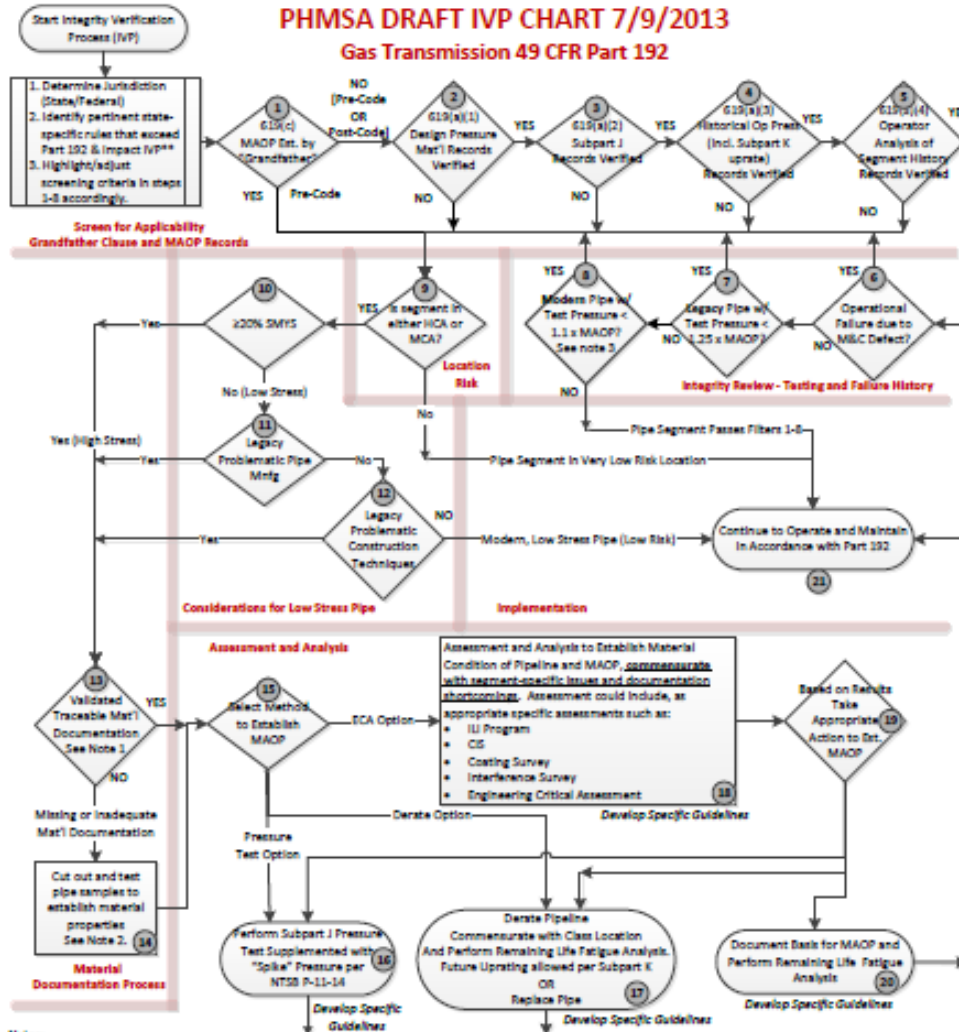 PHMSA DRAFT IVP CHART 7/9/2013
Gas Transmission 49 CFR Part 192
Start Integrity Verification
Process (IVP)
1. Determine Jurisdiction
(State/Federal)
2. Identify pertinent state-
specific rules that exceed
Part 192 & Impact IVP**
3. Highlight/adjust
screening criteria in steps
1-8 accordingly.
1
619(c)
MAOP Est. by
"Grandfather"
NO
(Pre-Code
OR
Post-Code)
YES
Pre-Code
2
619(a)(1)
Design Pressure
Mat'l Records
Verified
YES
NO
3
619(a)(2)
Subpart J
Records Verified
YES
NO
4
619(a)(3)
Historical Op Press
(Incl. Subpart K
uprate)
Records Verified
YES
NO
5
619(a)(4)
Operator
Analysis of
Segment History
Records Verified
YES
NO
Screen for Applicability
Grandfather Clause and MAOP Records
10
≥20% SMYS
Yes
No (Low Stress)
YES
9
Is segment in
either HCA or
MCA?
No
Location
Risk
YES
8
Modern Pipe w/
Test Pressure <
1.1 x MAOP?
See note 3
NO
YES
7
Legacy Pipe w/
Test Pressure <
1.25 x MAOP?
NO
YES
6
Operational
Failure due to
M&C Defect?
NO
Integrity Review - Testing and Failure History
Yes (High Stress)
11
Legacy
Problematic Pipe
Mnfg
Yes
No
Pipe Segment Passes Filters 1-8
Pipe Segment In Very Low Risk Location
12
Legacy
Problematic
Construction
Techniques
Yes
NO
Modern, Low Stress Pipe (Low Risk)
Continue to Operate and Maintain
In Accordance with Part 192
21
Considerations for Low Stress Pipe
Implementation
Assessment and Analysis
13
Validated
Traceable Mat'l
Documentation
See Note 1
YES
NO
Missing or Inadequate
Mat'l Documentation
Cut out and test
pipe samples to
establish material
properties
See Note 2.
14
Material
Documentation Process
15
Select Method
to Establish
MAOP
ECA Option
Derate Option
Pressure
Test Option
Assessment and Analysis to Establish Material
Condition of Pipeline and MAOP, commensurate
with segment-specific issues and documentation
shortcomings. Assessment could include, as
appropriate specific assessments such as:
• ILI Program
• CIS
• Coating Survey
• Interference Survey
• Engineering Critical Assessment
18
Develop Specific Guidelines
Based on Results
Take
Appropriate
Action to Est.
MAOP
19
Perform Subpart J Pressure
Test Supplemented with
"Spike" Pressure per
NTSB P-11-14
16
Develop Specific
Guidelines
Derate Pipeline
Commensurate with Class Location
And Perform Remaining Life Fatigue Analysis.
Future Uprating allowed per Subpart K
OR
Replace Pipe
17
Develop Specific Guidelines
Document Basis for MAOP and
Perform Remaining Life Fatigue
Analysis
20
Develop Specific Guidelines